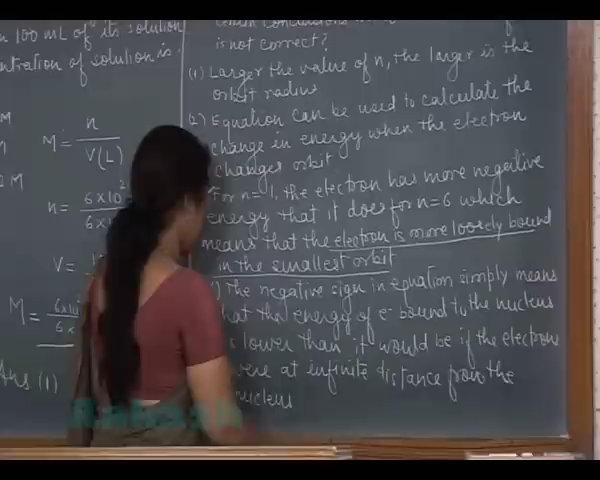 100 mL of its solution
ntration of solution is
M
M = n
V(L)
2 M
n = 6×10
6×1
V =
M = 6×10
6×
Ans (1)
is not correct?
(1) Larger the value of n, the larger is the
orbit radius
(2) Equation can be used to calculate the
change in energy when the electron
changes orbit
For n=1, the electron has more negative
energy that it does for n=6 which
means that the electron is more loosely bound
in the smallest orbit
) The negative sign in equation simply means
hat the energy of e- bound to the nucleus
s lower than it would be if the electron
were at infinite distance from the
nucleus